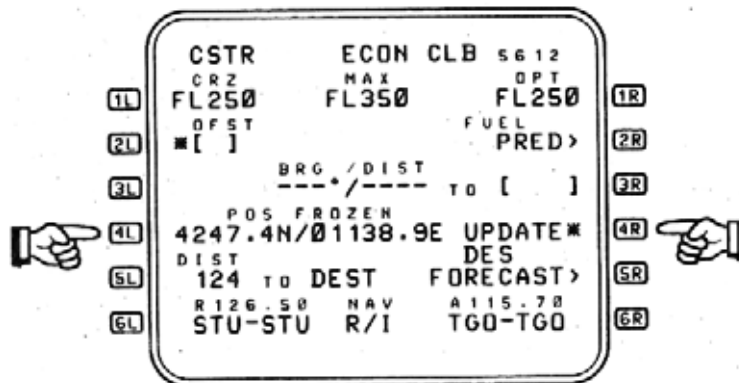 CSTR ECON CLB 5612
CRZ MAX OPT
1L FL250 FL350 FL250 1R
OFST FUEL
2L *[ ] PRED> 2R
BRG °/DIST
3L ---°/---- TO [ ] 3R
POS FROZEN
4L 4247.4N/01138.9E UPDATE* 4R
DIST DES
5L 124 TO DEST FORECAST> 5R
R126.50 NAV A115.70
6L STU-STU R/I TGO-TGO 6R